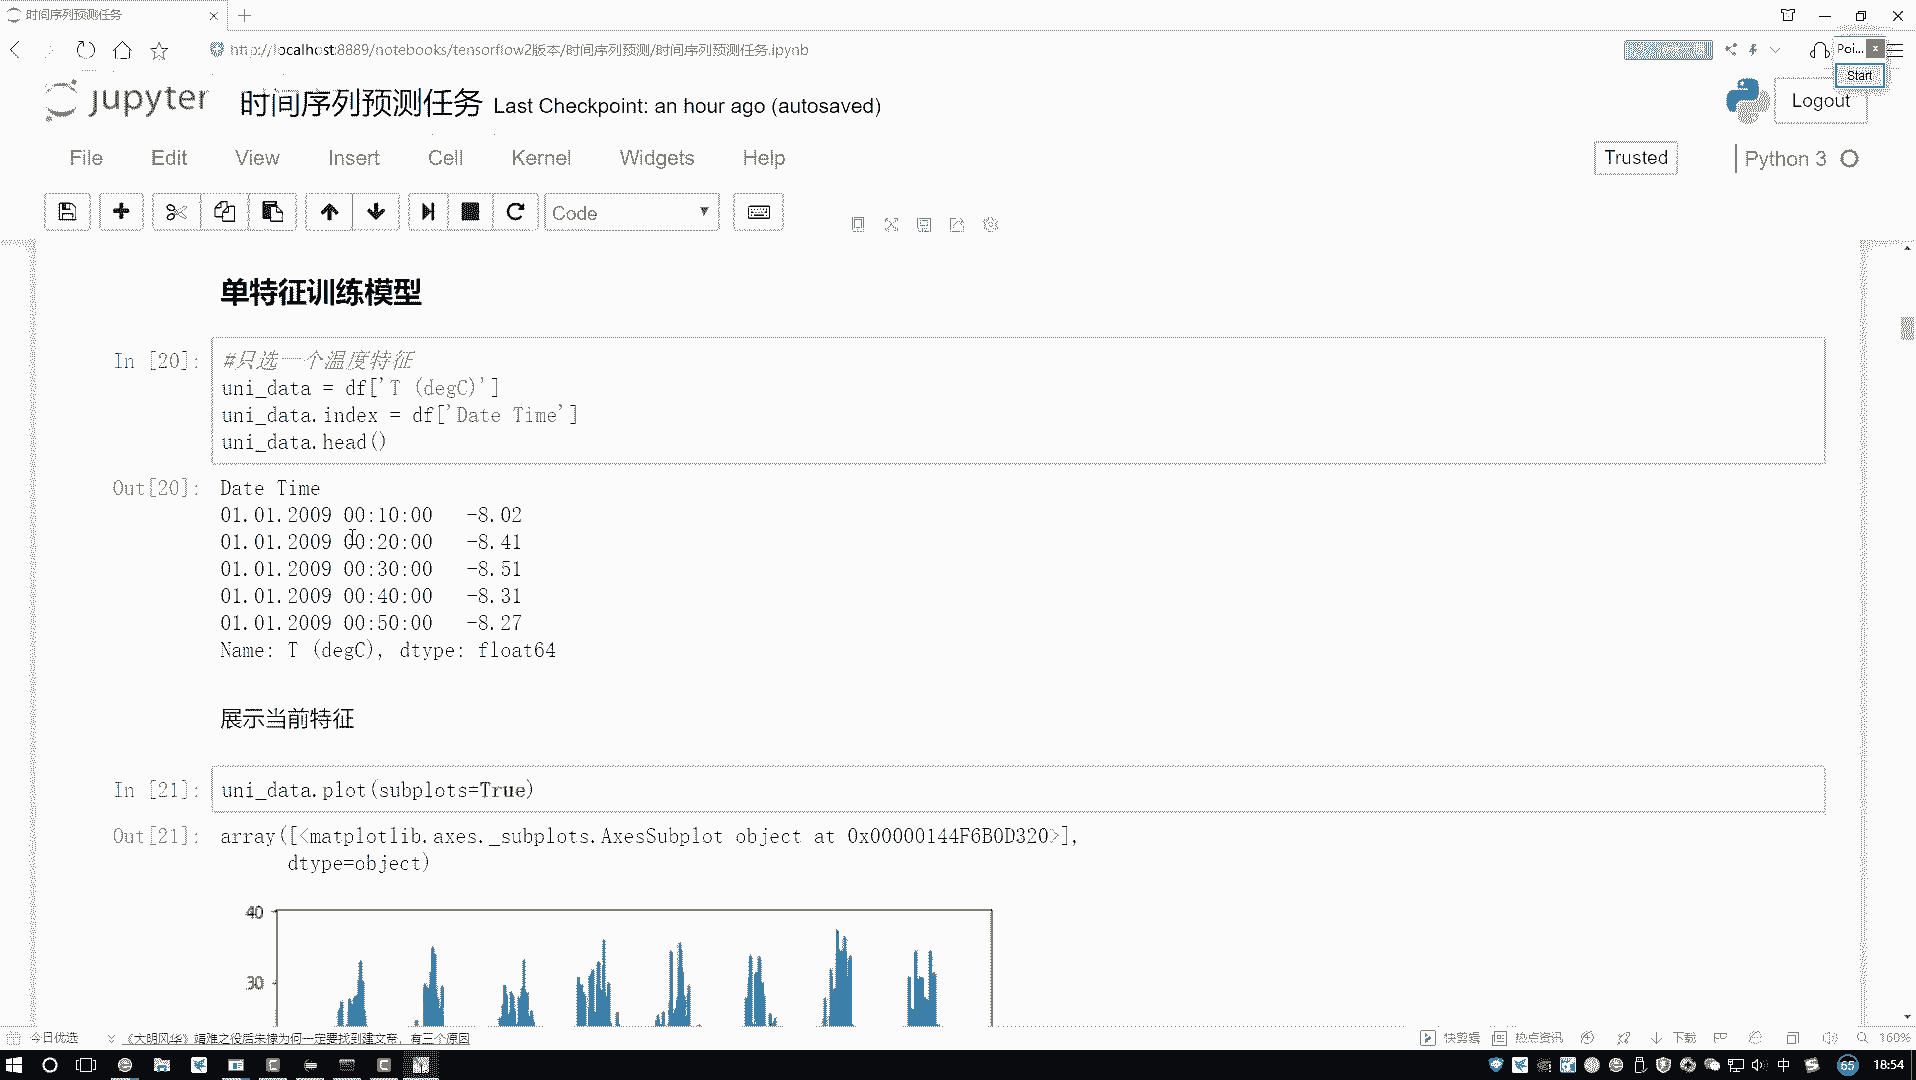 时间序列预测任务
http://localhost:8889/notebooks/tensorflow2版本/时间序列预测/时间序列预测任务.ipynb
Poi...
Start
jupyter 时间序列预测任务 Last Checkpoint: an hour ago (autosaved)
Logout
File Edit View Insert Cell Kernel Widgets Help
Trusted
Python 3
Code
单特征训练模型
In [20]:
#只选一个温度特征
uni_data = df['T (degC)']
uni_data.index = df['Date Time']
uni_data.head()
Out[20]:
Date Time
01.01.2009 00:10:00 -8.02
01.01.2009 00:20:00 -8.41
01.01.2009 00:30:00 -8.51
01.01.2009 00:40:00 -8.31
01.01.2009 00:50:00 -8.27
Name: T (degC), dtype: float64
展示当前特征
In [21]:
uni_data.plot(subplots=True)
Out[21]:
array([<matplotlib.axes._subplots.AxesSubplot object at 0x00000144F6B0D320>],
dtype=object)
40
30
今日优选
《大明风华》靖难之役后朱棣为何一定要找到建文帝，有三个原因
快剪辑
热点资讯
下载
160%
中
65
18:54